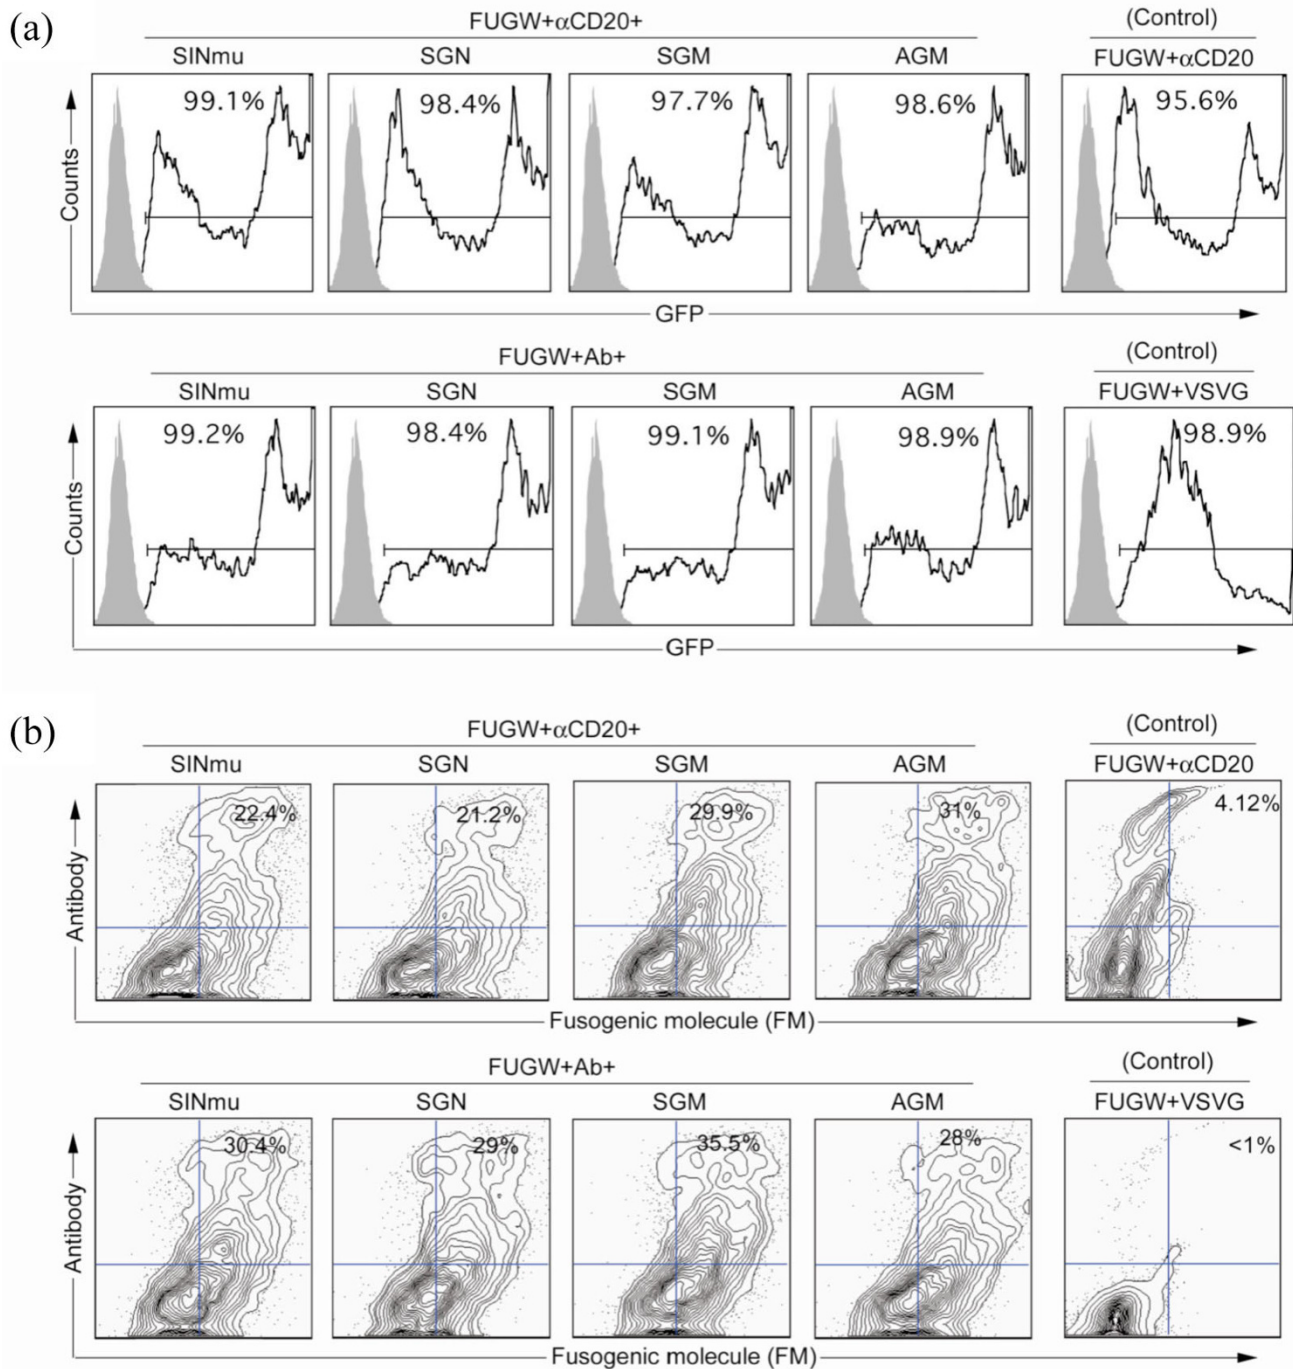 (a)
FUGW+αCD20+
(Control)
SINmu SGN SGM AGM FUGW+αCD20
99.1% 98.4% 97.7% 98.6% 95.6%
Counts
GFP
FUGW+Ab+
(Control)
SINmu SGN SGM AGM FUGW+VSVG
99.2% 98.4% 99.1% 98.9% 98.9%
Counts
GFP
(b)
FUGW+αCD20+
(Control)
SINmu SGN SGM AGM FUGW+αCD20
22.4% 21.2% 29.9% 31% 4.12%
Antibody
Fusogenic molecule (FM)
FUGW+Ab+
(Control)
SINmu SGN SGM AGM FUGW+VSVG
30.4% 29% 35.5% 28% <1%
Antibody
Fusogenic molecule (FM)